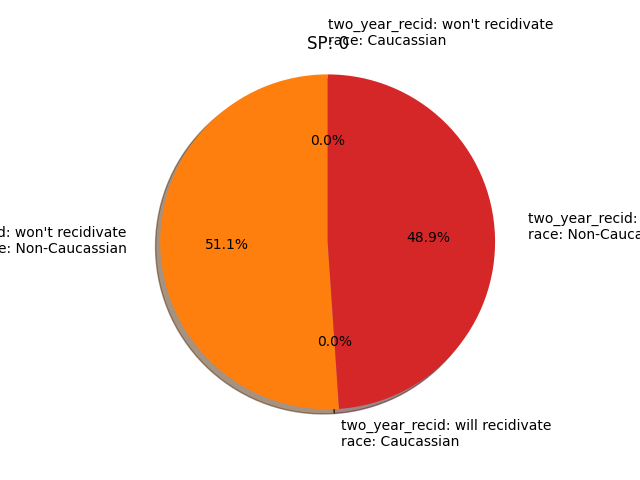 two_year_recid: won't recidivate
race: Caucassian
SP: 0
0.0%
d: won't recidivate
e: Non-Caucassian
51.1%
48.9%
two_year_recid:
race: Non-Cauca
0.0%
two_year_recid: will recidivate
race: Caucassian